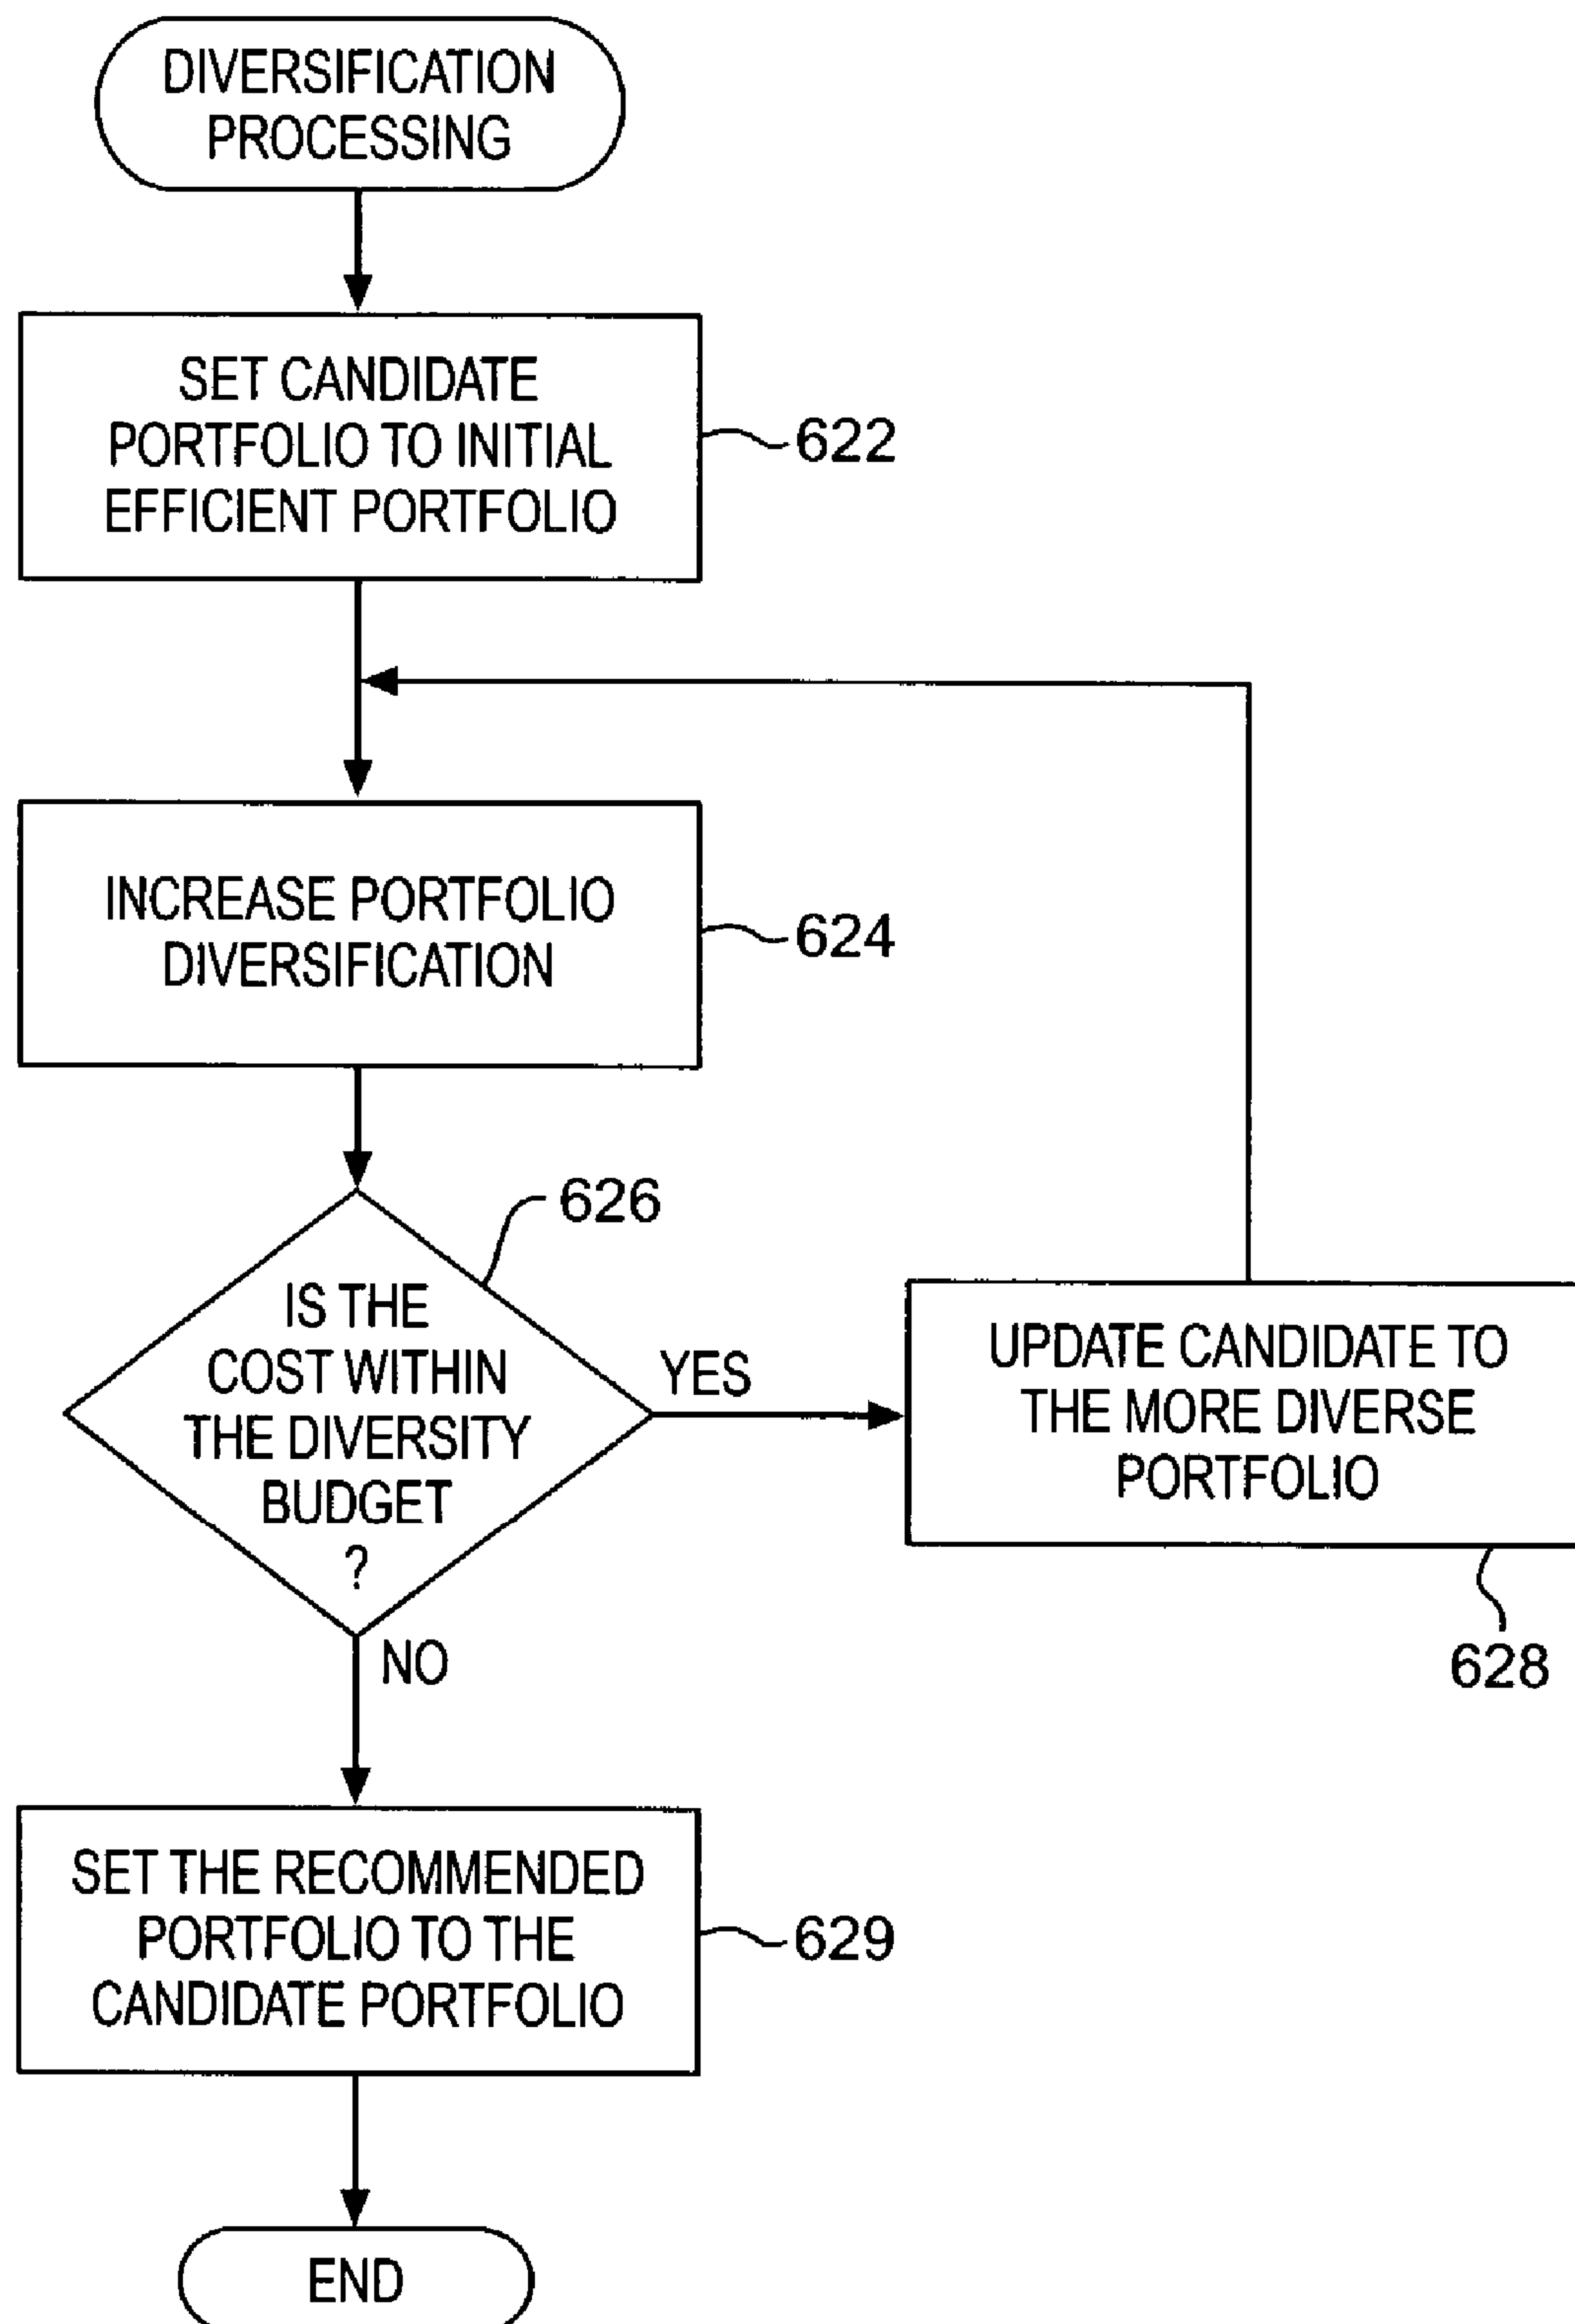 DIVERSIFICATION
PROCESSING
SET CANDIDATE
PORTFOLIO TO INITIAL
EFFICIENT PORTFOLIO
622
INCREASE PORTFOLIO
DIVERSIFICATION
624
626
IS THE
COST WITHIN
THE DIVERSITY
BUDGET
?
YES
UPDATE CANDIDATE TO
THE MORE DIVERSE
PORTFOLIO
628
NO
SET THE RECOMMENDED
PORTFOLIO TO THE
CANDIDATE PORTFOLIO
629
END